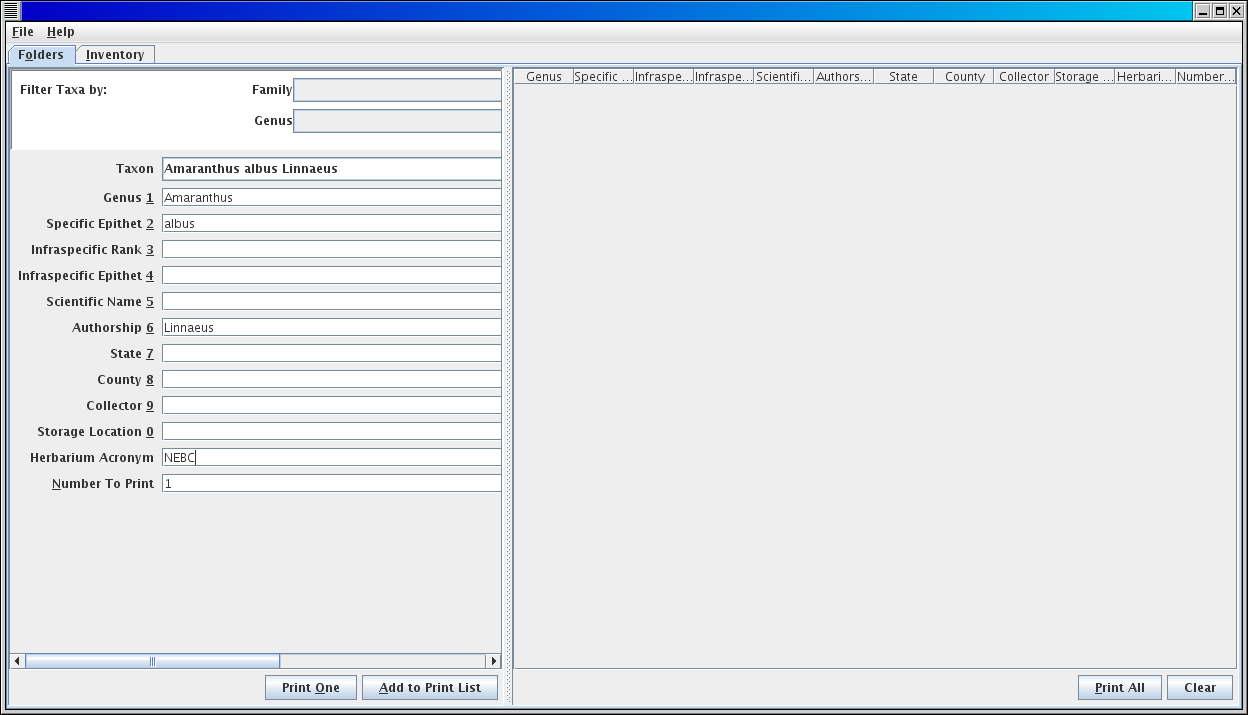 File Help
Folders Inventory
Filter Taxa by: Family
Genus
Taxon Amaranthus albus Linnaeus
Genus 1 Amaranthus
Specific Epithet 2 albus
Infraspecific Rank 3
Infraspecific Epithet 4
Scientific Name 5
Authorship 6 Linnaeus
State 7
County 8
Collector 9
Storage Location 0
Herbarium Acronym NEBC
Number To Print 1
Print One Add to Print List
Genus Specific ... Infraspe... Infraspe... Scientifi... Authors... State County Collector Storage ... Herbari... Number...
Print All Clear